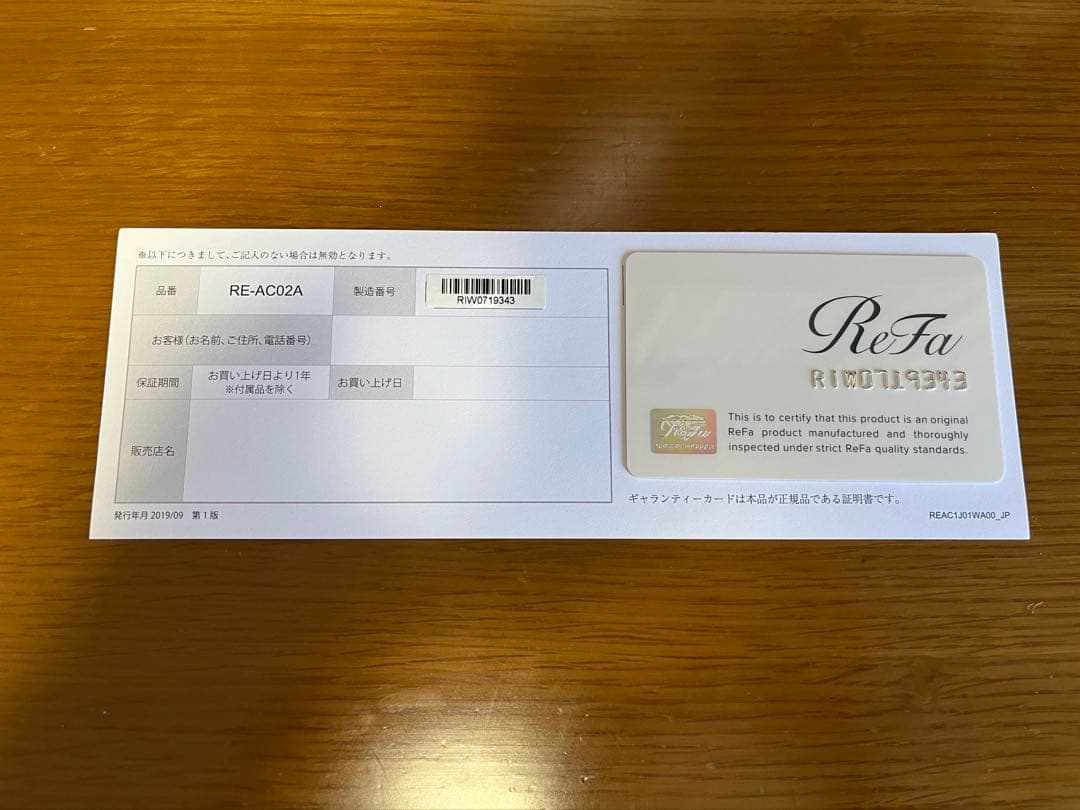 ※以下につきまして、ご記入のない場合は無効となります。
品番 RE-AC02A 製造番号 RIW0719343
お客様(お名前、ご住所、電話番号)
保証期間 お買い上げ日より1年 ※付属品を除く お買い上げ日
販売店名
発行年月 2019/09 第1版
ReFa
RIW0719343
ReFa
This is to certify that this product is an original
ReFa product manufactured and thoroughly
inspected under strict ReFa quality standards.
ギャランティーカードは本品が正規品である証明書です。
REAC1J01WA00_JP